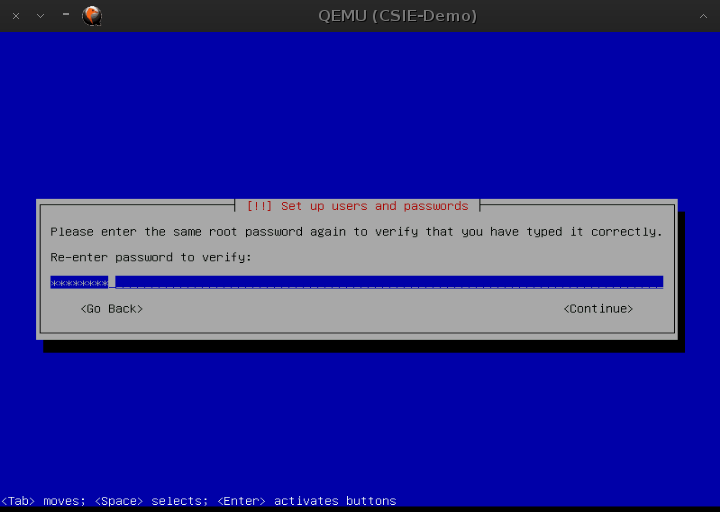 QEMU (CSIE-Demo)
[!!] Set up users and passwords
Please enter the same root password again to verify that you have typed it correctly.
Re-enter password to verify:
********
<Go Back> <Continue>
<Tab> moves; <Space> selects; <Enter> activates buttons